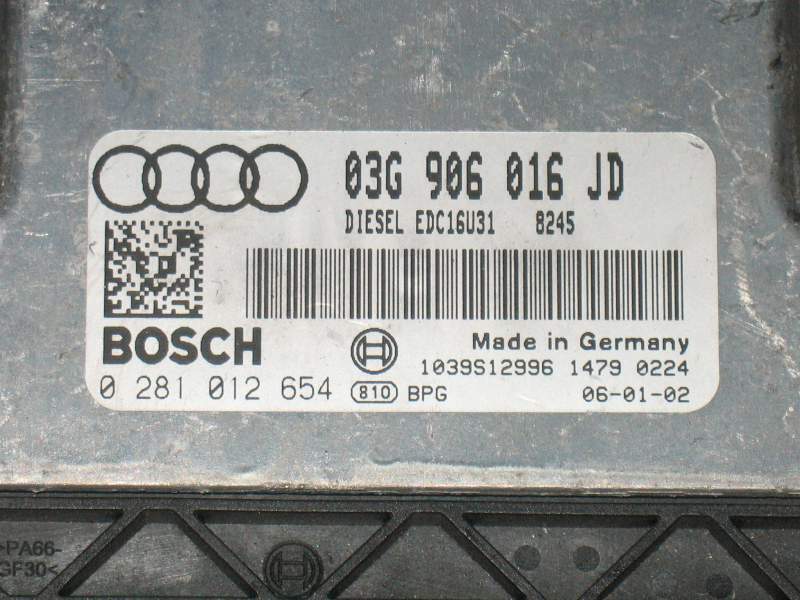 03G 906 016 JD
DIESEL EDC16U31 8245
BOSCH
Made in Germany
1039S12996 1479 0224
0 281 012 654 810 BPG 06-01-02
>PA66-
GF30<